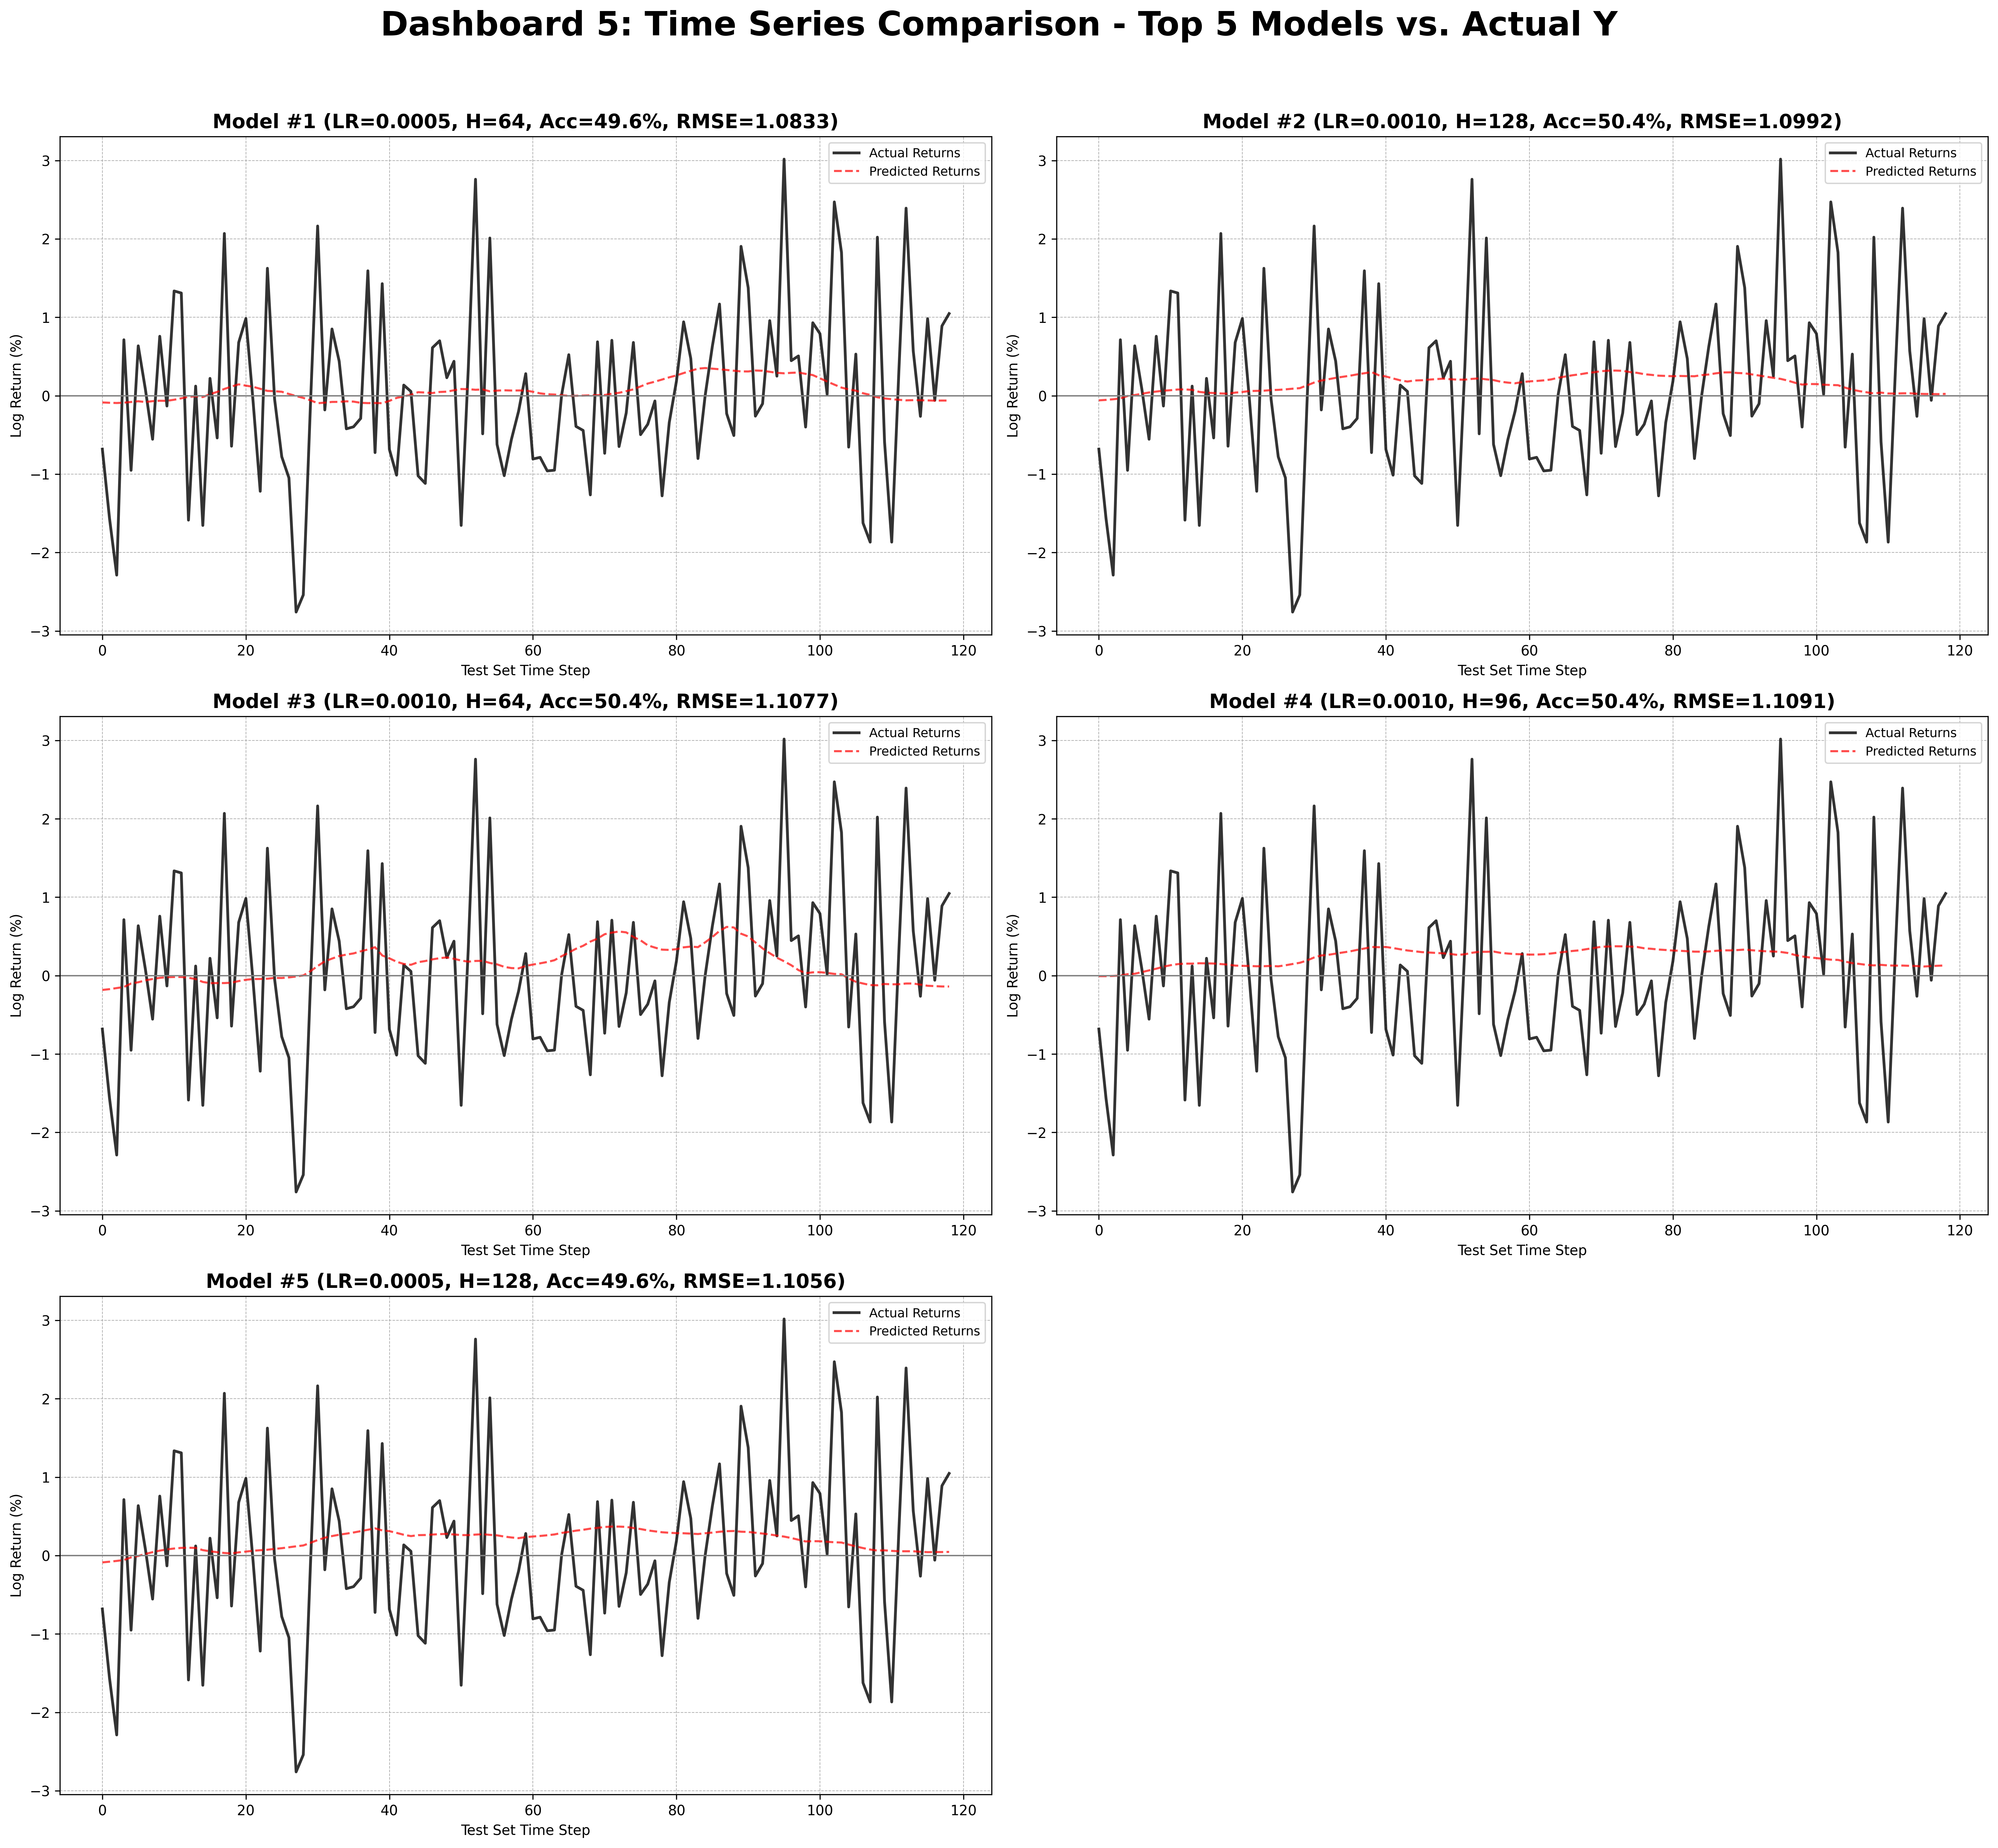 Dashboard 5: Time Series Comparison - Top 5 Models vs. Actual Y
Model #1 (LR=0.0005, H=64, Acc=49.6%, RMSE=1.0833)
Actual Returns
Predicted Returns
3
2
1
0
−1
−2
−3
Log Return (%)
0 20 40 60 80 100 120
Test Set Time Step
Model #2 (LR=0.0010, H=128, Acc=50.4%, RMSE=1.0992)
Actual Returns
Predicted Returns
3
2
1
0
−1
−2
−3
Log Return (%)
0 20 40 60 80 100 120
Test Set Time Step
Model #3 (LR=0.0010, H=64, Acc=50.4%, RMSE=1.1077)
Actual Returns
Predicted Returns
3
2
1
0
−1
−2
−3
Log Return (%)
0 20 40 60 80 100 120
Test Set Time Step
Model #4 (LR=0.0010, H=96, Acc=50.4%, RMSE=1.1091)
Actual Returns
Predicted Returns
3
2
1
0
−1
−2
−3
Log Return (%)
0 20 40 60 80 100 120
Test Set Time Step
Model #5 (LR=0.0005, H=128, Acc=49.6%, RMSE=1.1056)
Actual Returns
Predicted Returns
3
2
1
0
−1
−2
−3
Log Return (%)
0 20 40 60 80 100 120
Test Set Time Step